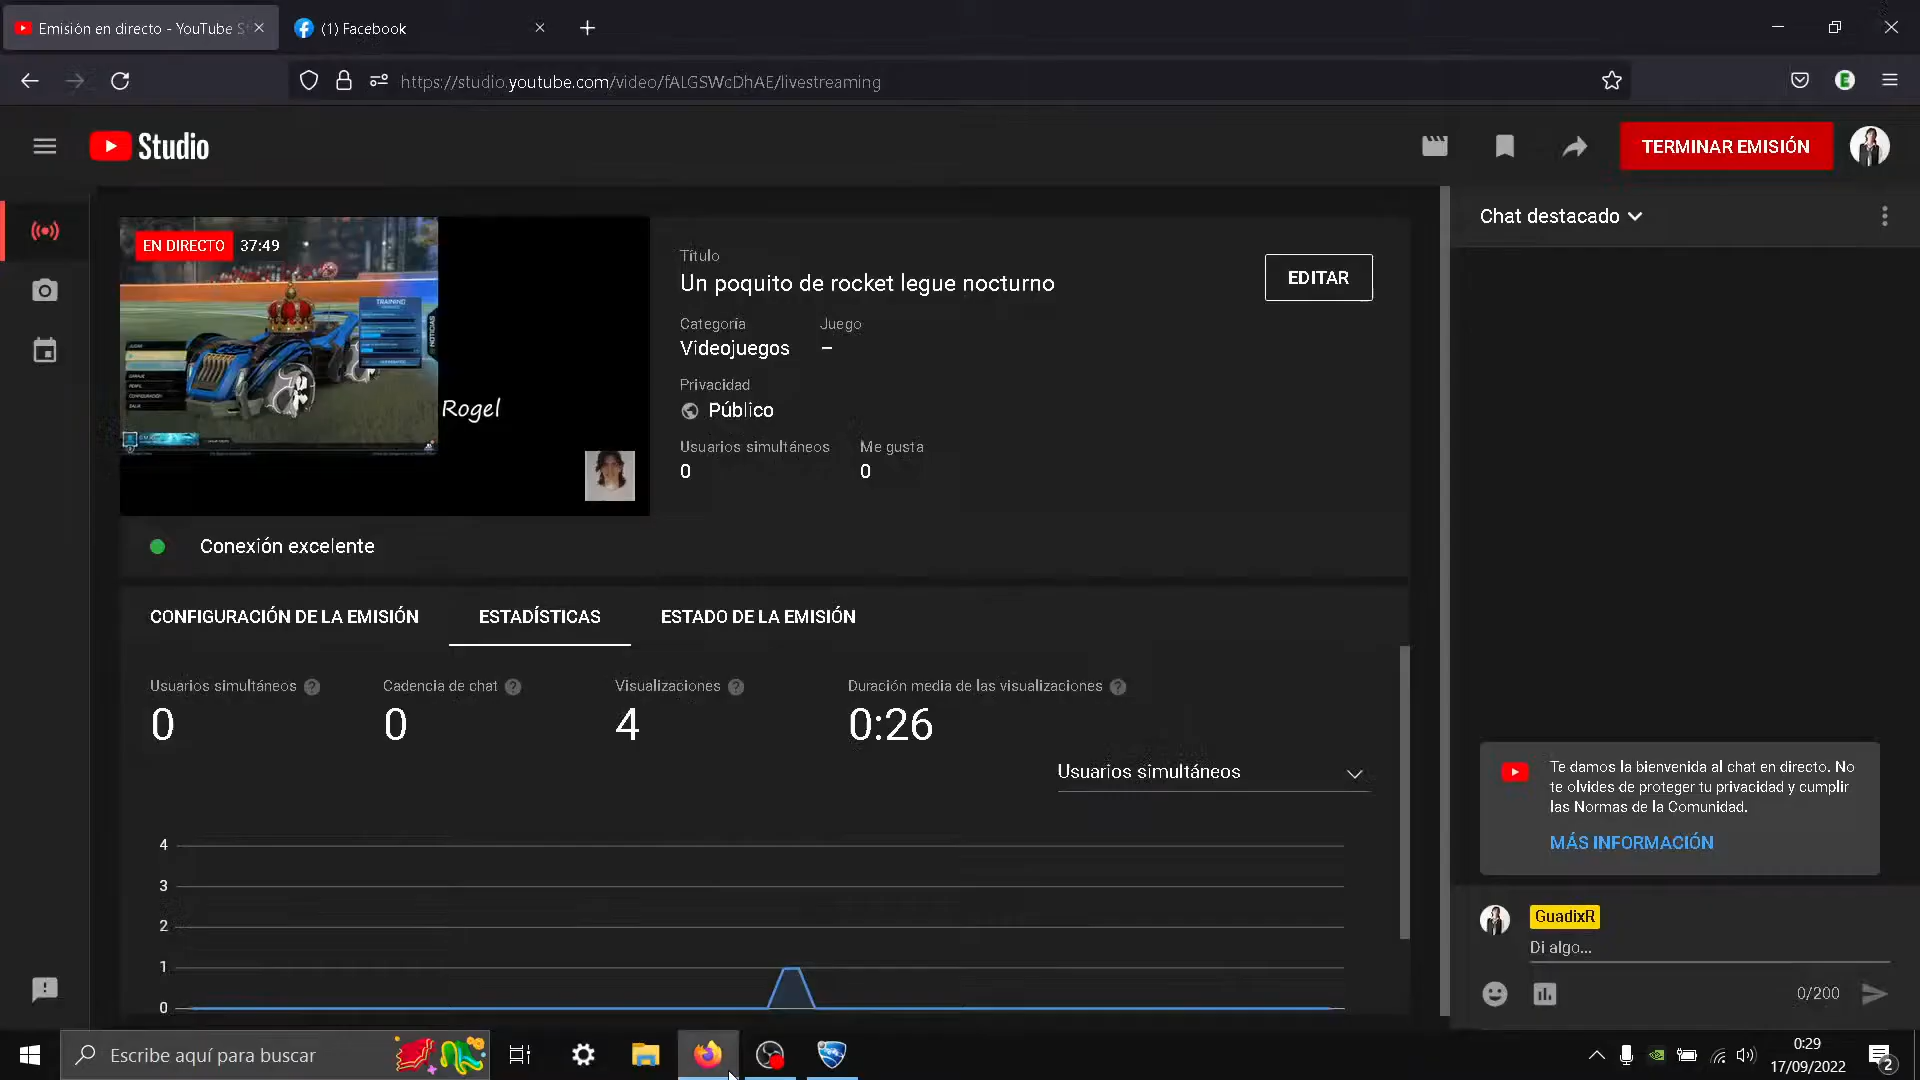 Emisión en directo - YouTube S
(1) Facebook
https://studio.youtube.com/video/fALGSWcDhAE/livestreaming
Studio
TERMINAR EMISIÓN
EN DIRECTO 37:49
TRAINING
NOTICIAS
Rogel
Título
Un poquito de rocket legue nocturno
EDITAR
Categoría Juego
Videojuegos –
Privacidad
Público
Usuarios simultáneos Me gusta
0 0
Conexión excelente
CONFIGURACIÓN DE LA EMISIÓN ESTADÍSTICAS ESTADO DE LA EMISIÓN
Usuarios simultáneos Cadencia de chat Visualizaciones Duración media de las visualizaciones
0 0 4 0:26
Usuarios simultáneos
4
3
2
1
0
Chat destacado
Te damos la bienvenida al chat en directo. No
te olvides de proteger tu privacidad y cumplir
las Normas de la Comunidad.
MÁS INFORMACIÓN
GuadixR
Di algo...
0/200
Escribe aquí para buscar
0:29
17/09/2022
2